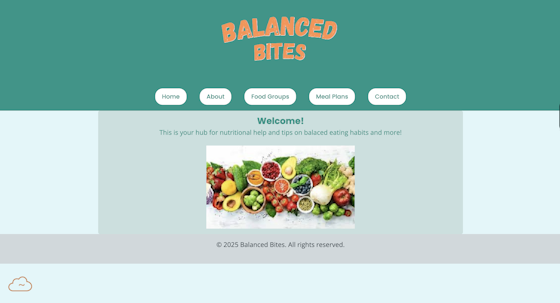 BALANCED
BITES
Home About Food Groups Meal Plans Contact
Welcome!
This is your hub for nutritional help and tips on balaced eating habits and more!
© 2025 Balanced Bites. All rights reserved.